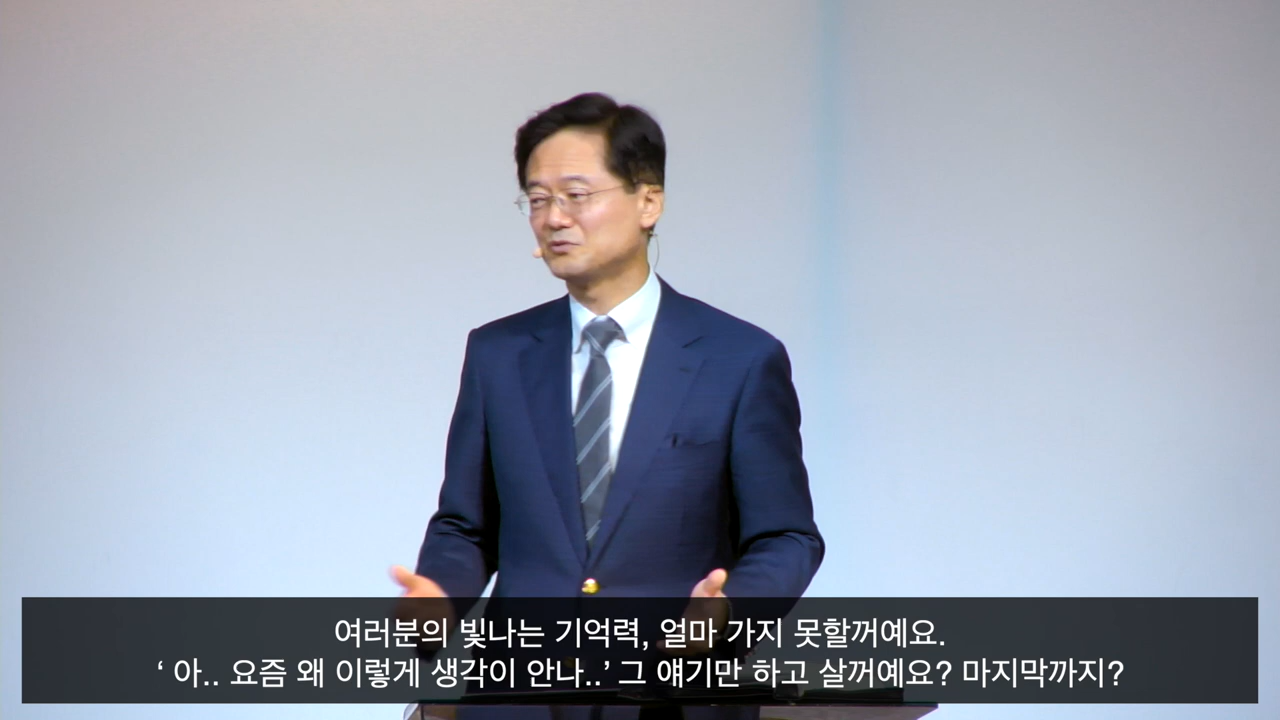 여러분의 빛나는 기억력, 얼마 가지 못할꺼예요.
‘ 아.. 요즘 왜 이렇게 생각이 안나..’ 그 얘기만 하고 살꺼예요? 마지막까지?